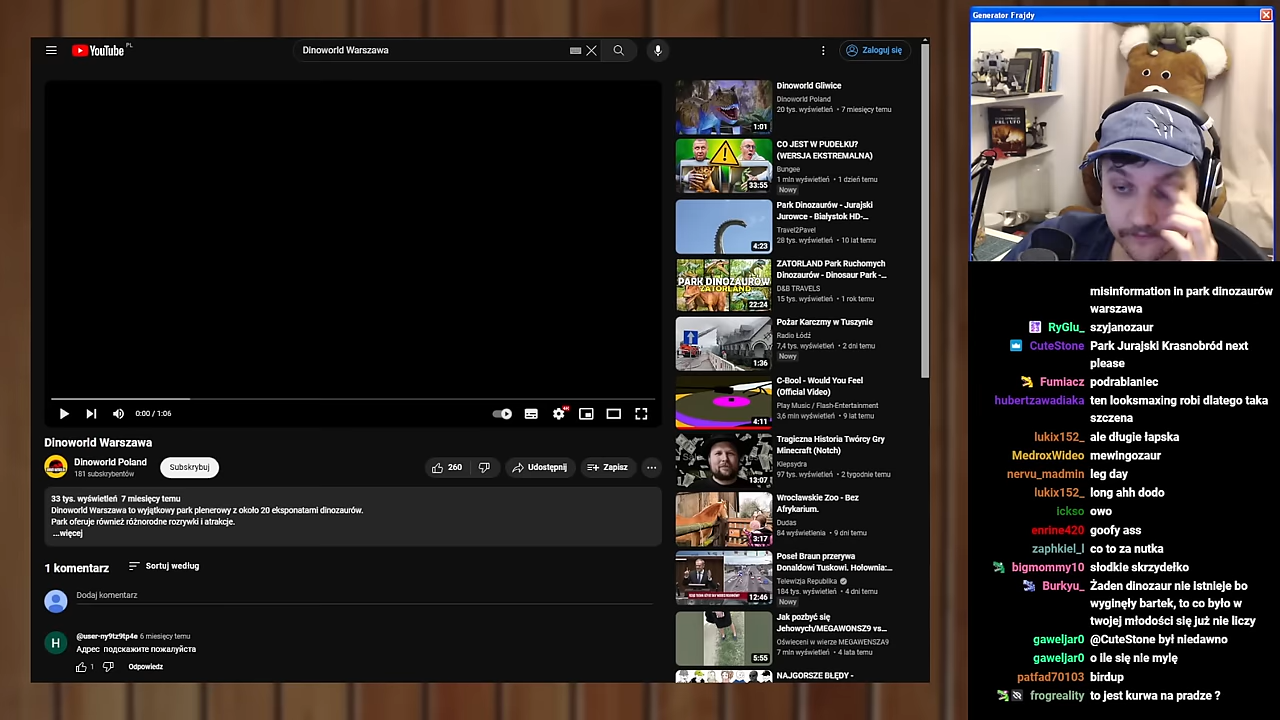 Generator Frajdy
YouTube PL
Dinoworld Warszawa
Zaloguj się
0:00 / 1:06
Dinoworld Warszawa
Dinoworld Poland
181 subskrybentów
Subskrybuj
260
Udostępnij
Zapisz
33 tys. wyświetleń 7 miesięcy temu
Dinoworld Warszawa to wyjątkowy park plenerowy z około 20 eksponatami dinozaurów.
Park oferuje również różnorodne rozrywki i atrakcje.
...więcej
1 komentarz
Sortuj według
Dodaj komentarz
H
@user-ny9tz9tp4e 6 miesięcy temu
Адрес подскажите пожалуйста
1
Odpowiedz
1:01
Dinoworld Gliwice
Dinoworld Poland
20 tys. wyświetleń • 7 miesięcy temu
33:55
CO JEST W PUDEŁKU?
(WERSJA EKSTREMALNA)
Bungee
1 mln wyświetleń • 1 dzień temu
Nowy
4:23
Park Dinozaurów - Jurajski
Jurowce - Białystok HD-...
Travel2Pavel
28 tys. wyświetleń • 10 lat temu
PARK DINOZAURÓW
ZATORLAND
22:24
ZATORLAND Park Ruchomych
Dinozaurów - Dinosaur Park -...
D&B TRAVELS
15 tys. wyświetleń • 1 rok temu
1:36
Pożar Karczmy w Tuszynie
Radio Łódź
7,4 tys. wyświetleń • 2 dni temu
Nowy
4:11
C-Bool - Would You Feel
(Official Video)
Play Music / Flash-Entertainment
3,6 mln wyświetleń • 9 lat temu
13:07
Tragiczna Historia Twórcy Gry
Minecraft (Notch)
Klepsydra
97 tys. wyświetleń • 2 tygodnie temu
3:17
Wrocławskie Zoo - Bez
Afrykarim.
Dudas
84 wyświetlenia • 9 dni temu
12:46
Poseł Braun przerywa
Donaldowi Tuskowi. Hołownia:...
Telewizja Republika
184 tys. wyświetleń • 4 dni temu
Nowy
5:55
Jak pozbyć się
Jehowych/MEGAWONSZ9 vs...
Oświeceni w wierze MEGAWENSZA9
7 mln wyświetleń • 4 lata temu
NAJGORSZE BŁĘDY -
misinformation in park dinozaurów
warszawa
RyGlu_ szyjanozaur
CuteStone Park Jurajski Krasnobród next
please
Fumiacz podrabianiec
hubertzawadiaka ten looksmaxing robi dlatego taka
szczena
lukix152_ ale długie łapska
MedroxWideo mewingozaur
nervu_madmin leg day
lukix152_ long ahh dodo
ickso owo
enrine420 goofy ass
zaphkiel_l co to za nutka
bigmommy10 słodkie skrzydełko
Burkyu_ Żaden dinozaur nie istnieje bo
wyginęły bartek, to co było w
twojej młodości się już nie liczy
gaweljar0 @CuteStone był niedawno
gaweljar0 o ile się nie mylę
patfad70103 birdup
frogreality to jest kurwa na pradze ?